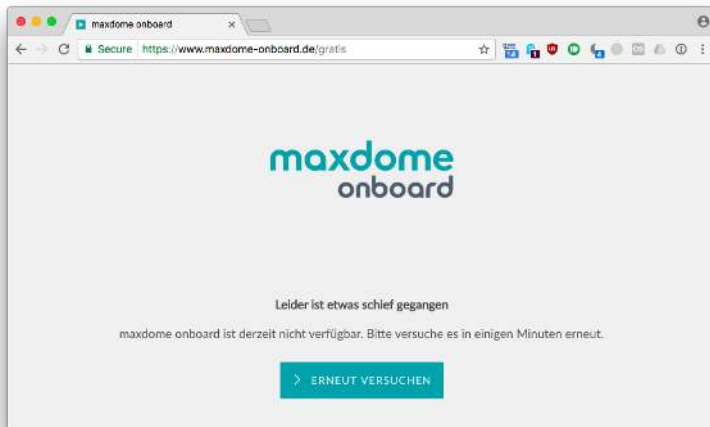 maxdome onboard
Secure https://www.maxdome-onboard.de/gratis
maxdome
onboard
Leider ist etwas schief gegangen
maxdome onboard ist derzeit nicht verfügbar. Bitte versuche es in einigen Minuten erneut.
ERNEUT VERSUCHEN